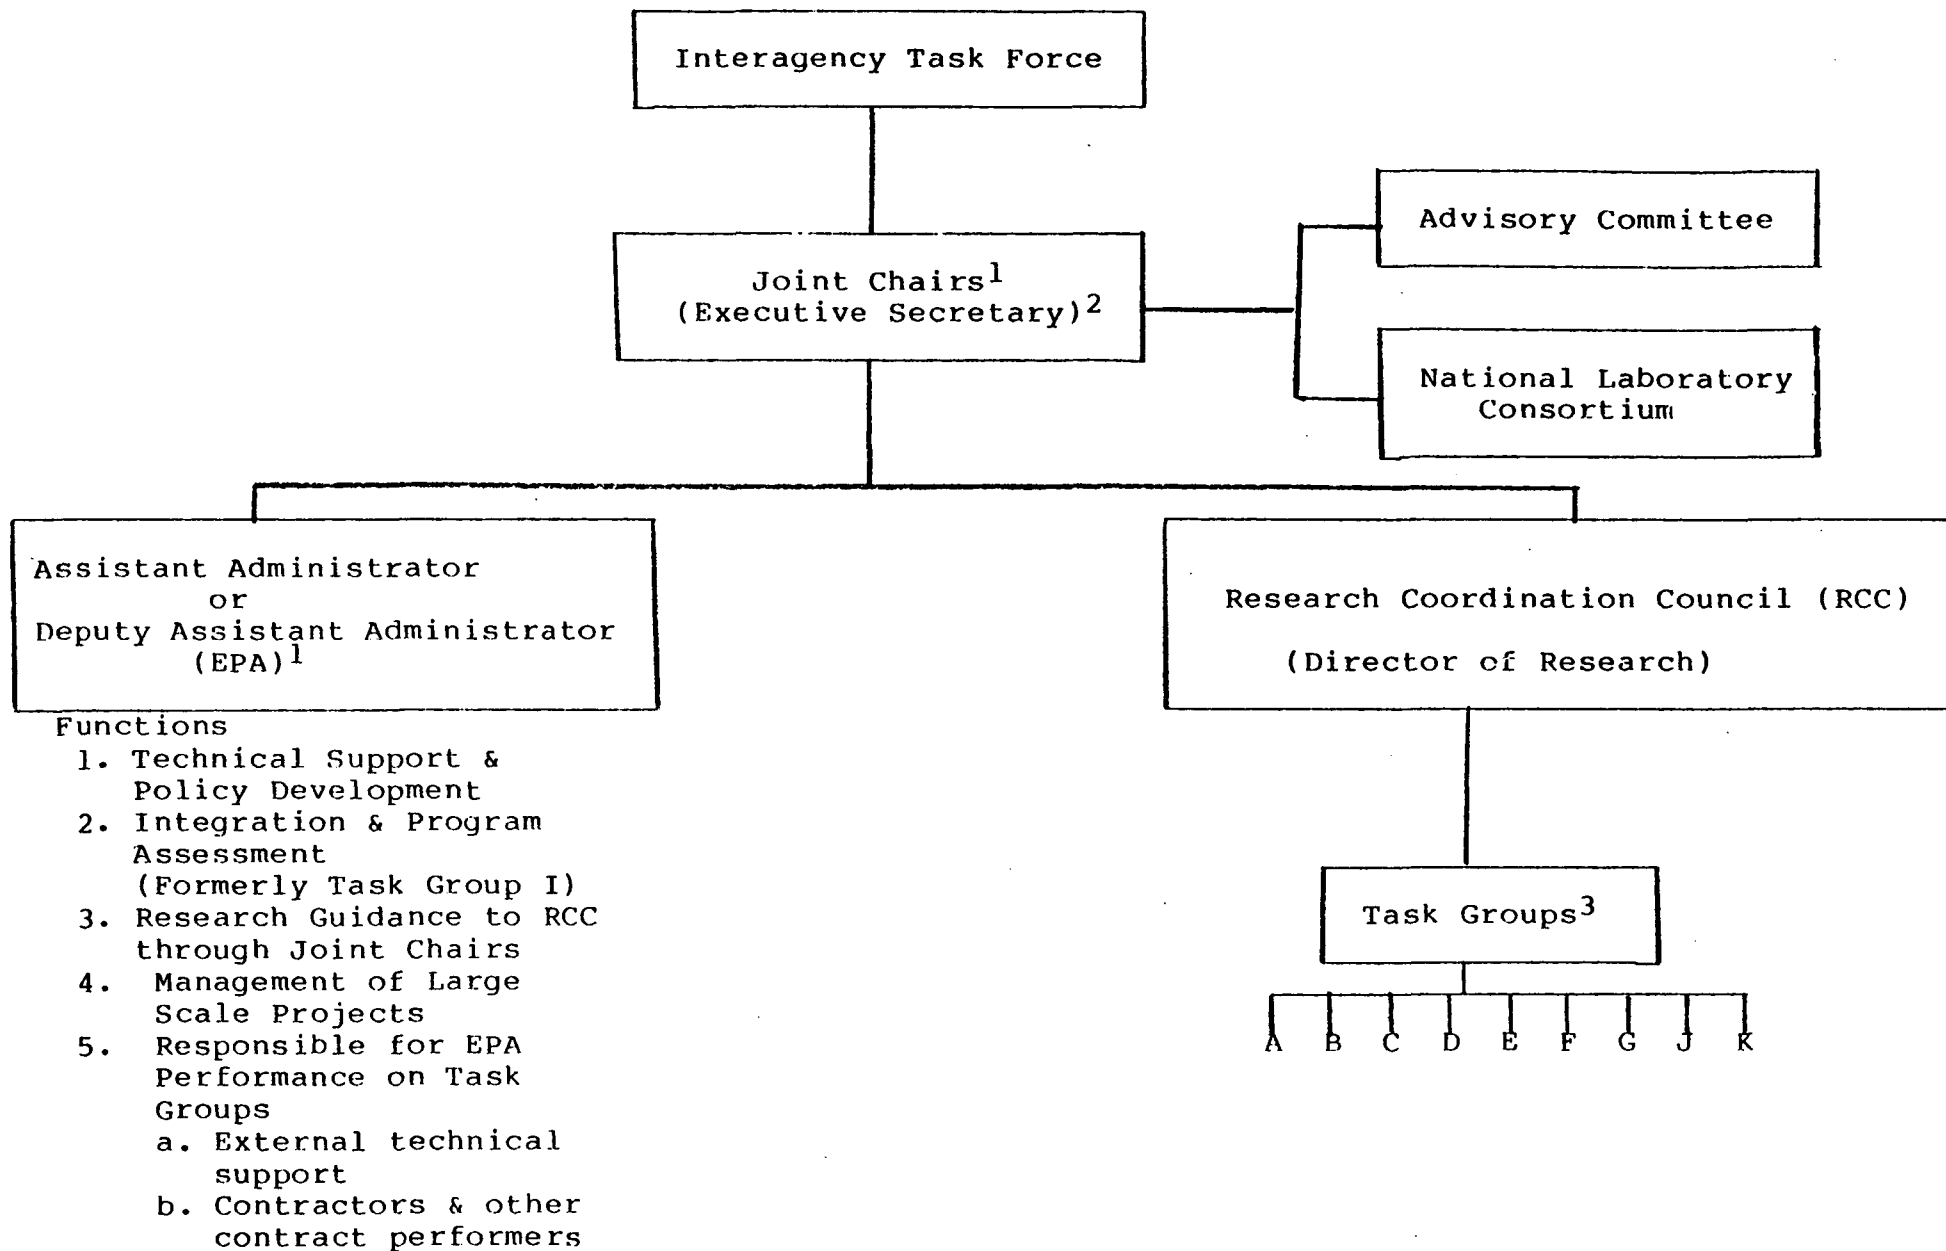 Interagency Task Force
Advisory Committee
Joint Chairs1
(Executive Secretary)2
National Laboratory
Consortium
Assistant Administrator
or
Deputy Assistant Administrator
(EPA)1
Research Coordination Council (RCC)
(Director of Research)
Functions
1. Technical Support &
Policy Development
2. Integration & Program
Assessment
(Formerly Task Group I)
3. Research Guidance to RCC
through Joint Chairs
4. Management of Large
Scale Projects
5. Responsible for EPA
Performance on Task
Groups
a. External technical
support
b. Contractors & other
contract performers
Task Groups3
A B C D E F G J K